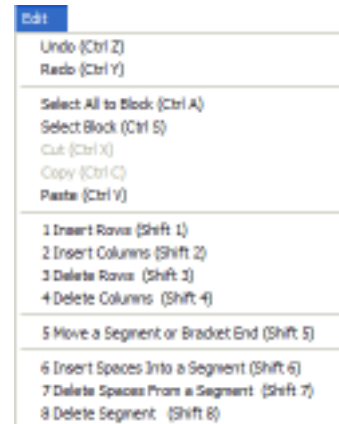 Edit
Undo (Ctrl Z)
Redo (Ctrl Y)
Select All to Block (Ctrl A)
Select Block (Ctrl S)
Cut (Ctrl X)
Copy (Ctrl C)
Paste (Ctrl V)
1 Insert Rows (Shift 1)
2 Insert Columns (Shift 2)
3 Delete Rows (Shift 3)
4 Delete Columns (Shift 4)
5 Move a Segment or Bracket End (Shift 5)
6 Insert Spaces Into a Segment (Shift 6)
7 Delete Spaces From a Segment (Shift 7)
8 Delete Segment (Shift 8)